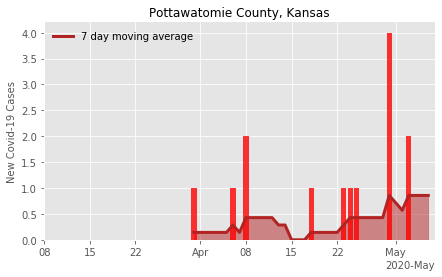 Pottawatomie County, Kansas
7 day moving average
New Covid-19 Cases
4.0
3.5
3.0
2.5
2.0
1.5
1.0
0.5
0.0
08 15 22 Apr 08 15 22 May
2020-May